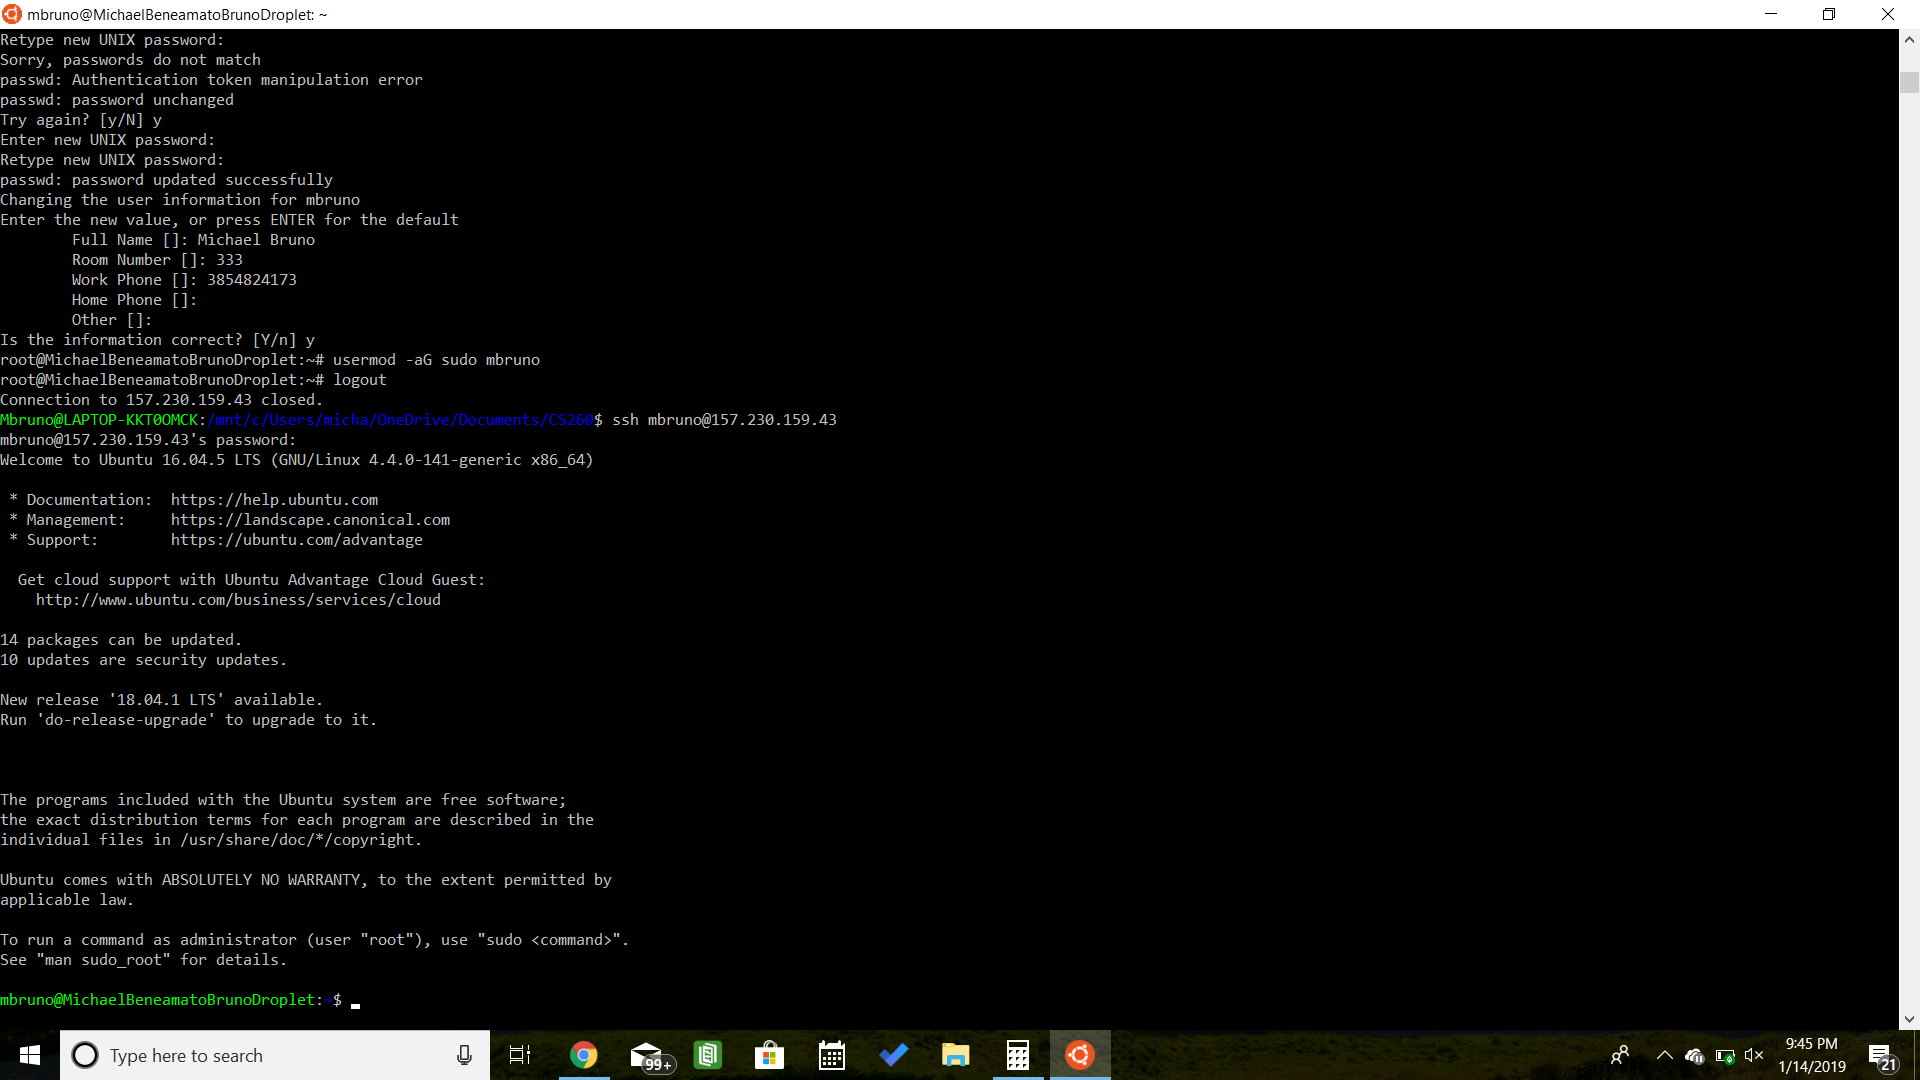 mbruno@MichaelBeneamatoBrunoDroplet: ~
Retype new UNIX password:
Sorry, passwords do not match
passwd: Authentication token manipulation error
passwd: password unchanged
Try again? [y/N] y
Enter new UNIX password:
Retype new UNIX password:
passwd: password updated successfully
Changing the user information for mbruno
Enter the new value, or press ENTER for the default
        Full Name []: Michael Bruno
        Room Number []: 333
        Work Phone []: 3854824173
        Home Phone []:
        Other []:
Is the information correct? [Y/n] y
root@MichaelBeneamatoBrunoDroplet:~# usermod -aG sudo mbruno
root@MichaelBeneamatoBrunoDroplet:~# logout
Connection to 157.230.159.43 closed.
Mbruno@LAPTOP-KKT0OMCK:/mnt/c/Users/micha/OneDrive/Documents/CS260$ ssh mbruno@157.230.159.43
mbruno@157.230.159.43's password:
Welcome to Ubuntu 16.04.5 LTS (GNU/Linux 4.4.0-141-generic x86_64)
 * Documentation:  https://help.ubuntu.com
 * Management:     https://landscape.canonical.com
 * Support:        https://ubuntu.com/advantage
  Get cloud support with Ubuntu Advantage Cloud Guest:
    http://www.ubuntu.com/business/services/cloud
14 packages can be updated.
10 updates are security updates.
New release '18.04.1 LTS' available.
Run 'do-release-upgrade' to upgrade to it.
The programs included with the Ubuntu system are free software;
the exact distribution terms for each program are described in the
individual files in /usr/share/doc/*/copyright.
Ubuntu comes with ABSOLUTELY NO WARRANTY, to the extent permitted by
applicable law.
To run a command as administrator (user "root"), use "sudo <command>".
See "man sudo_root" for details.
mbruno@MichaelBeneamatoBrunoDroplet:~$
Type here to search
99+
9:45 PM
1/14/2019
21